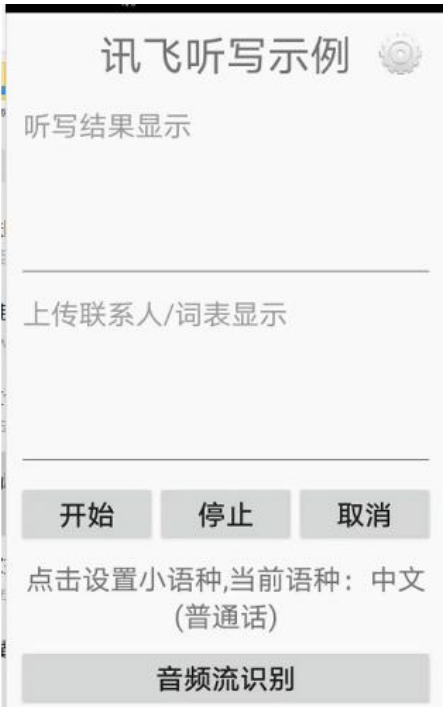 讯飞听写示例
听写结果显示
上传联系人/词表显示
开始 停止 取消
点击设置小语种,当前语种：中文
(普通话)
音频流识别